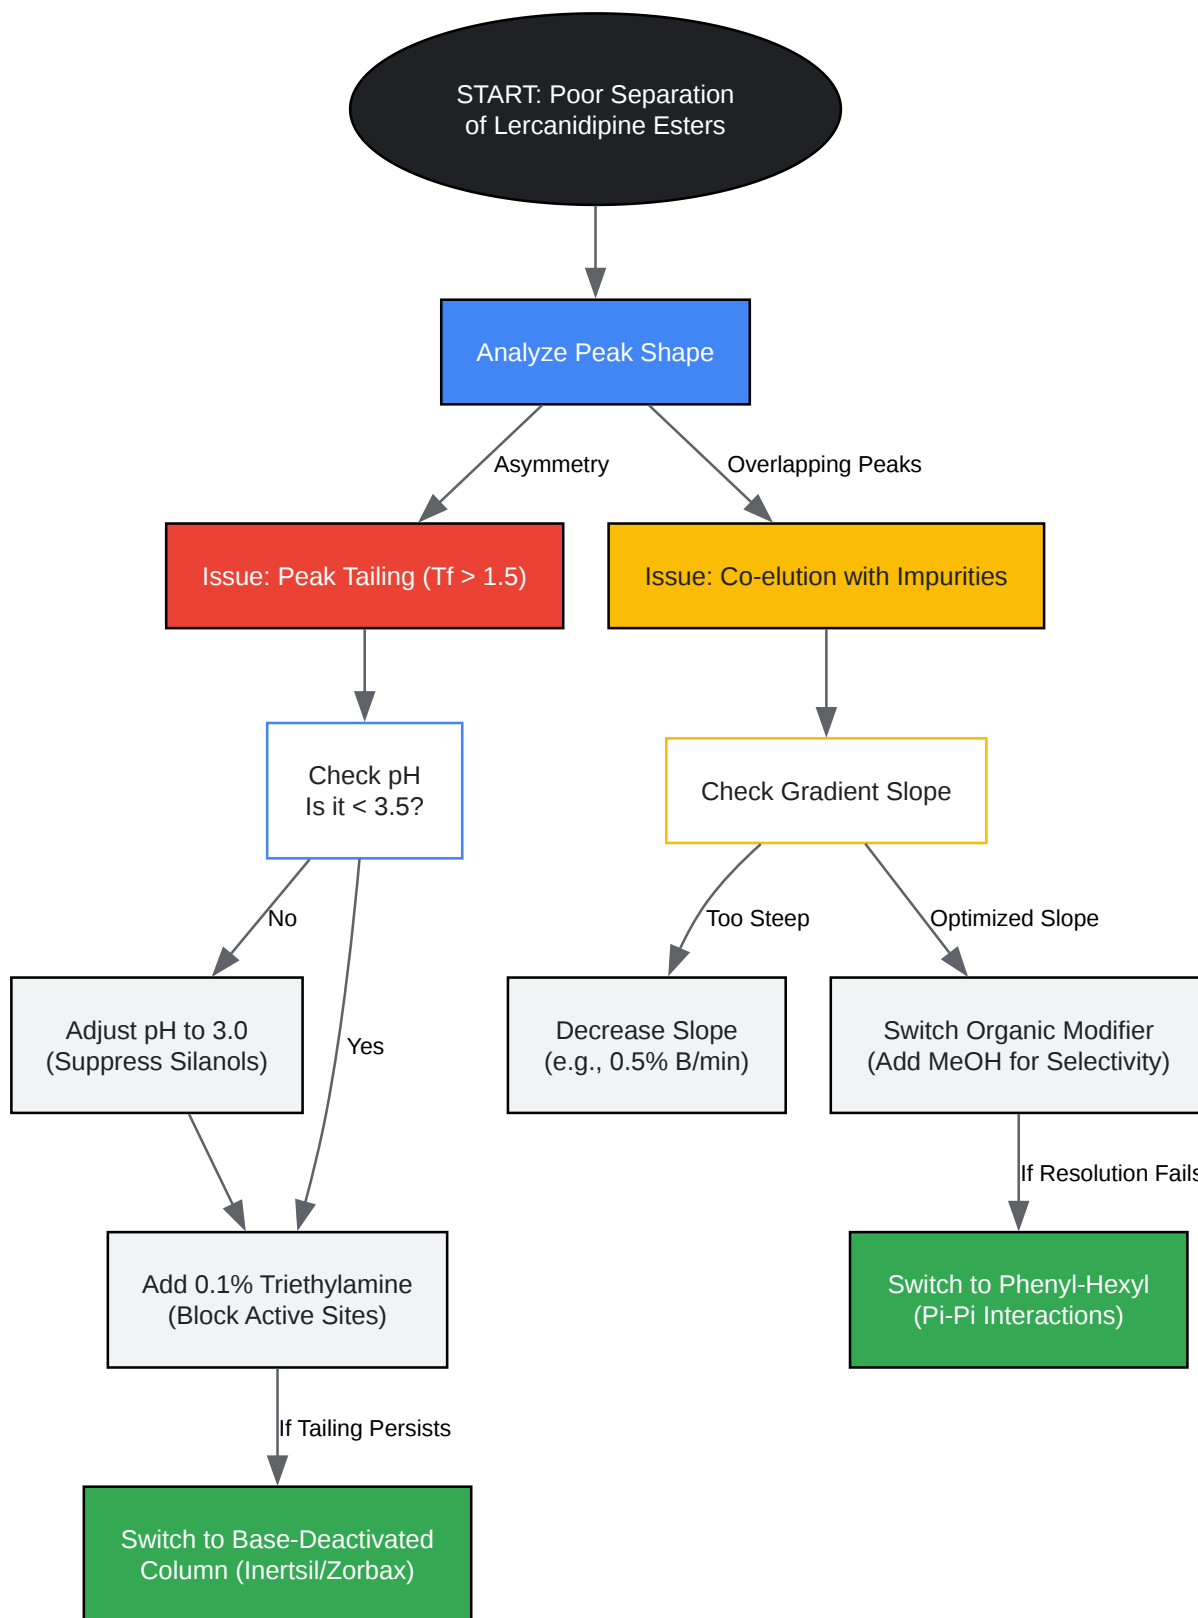 START: Poor Separation
of Lercanidipine Esters
Analyze Peak Shape
Asymmetry
Overlapping Peaks
Issue: Peak Tailing (Tf > 1.5)
Issue: Co-elution with Impurities
Check pH
Is it < 3.5?
Check Gradient Slope
No
Too Steep
Optimized Slope
Adjust pH to 3.0
(Suppress Silanols)
Yes
Decrease Slope
(e.g., 0.5% B/min)
Switch Organic Modifier
(Add MeOH for Selectivity)
If Resolution Fails
Add 0.1% Triethylamine
(Block Active Sites)
Switch to Phenyl-Hexyl
(Pi-Pi Interactions)
If Tailing Persists
Switch to Base-Deactivated
Column (Inertsil/Zorbax)